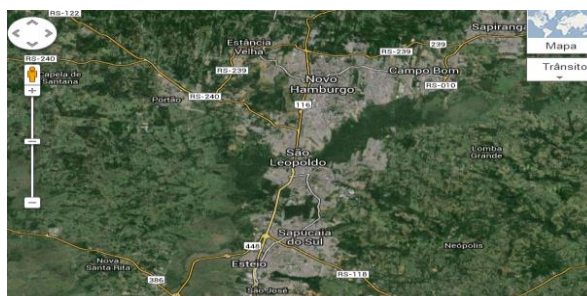 RS-122
Sapiranga
Estância
Velha
RS-239
239
Mapa
RS-240
Capela de
Santana
RS-239
Campo Bom
Novo
Hamburgo
Trânsito
Portão
RS-240
RS-010
116
São
Leopoldo
Lomba
Grande
Sapucaia
do Sul
448
Neópolis
Nova
Santa Rita
Esteio
RS-118
386
São José